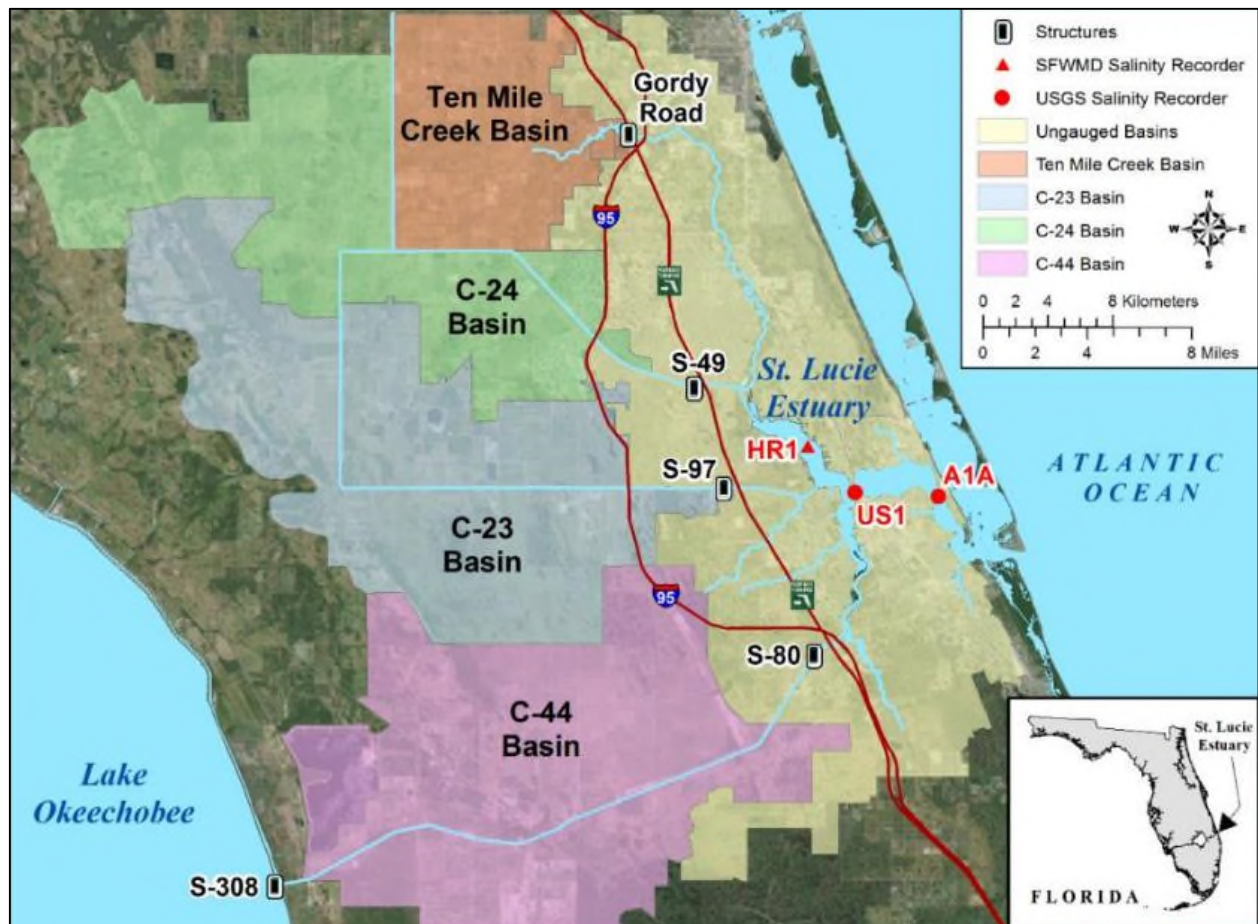 Structures
SFWMD Salinity Recorder
USGS Salinity Recorder
Ungauged Basins
Ten Mile Creek Basin
C-23 Basin
C-24 Basin
C-44 Basin
N
W E
S
0 2 4 8 Kilometers
0 2 4 8 Miles
Gordy
Road
Ten Mile
Creek Basin
95
C-24
Basin
S-49
St. Lucie
Estuary
HR1
A1A
US1
ATLANTIC
OCEAN
S-97
C-23
Basin
95
S-80
C-44
Basin
Lake
Okeechobee
S-308
St. Lucie
Estuary
FLORIDA